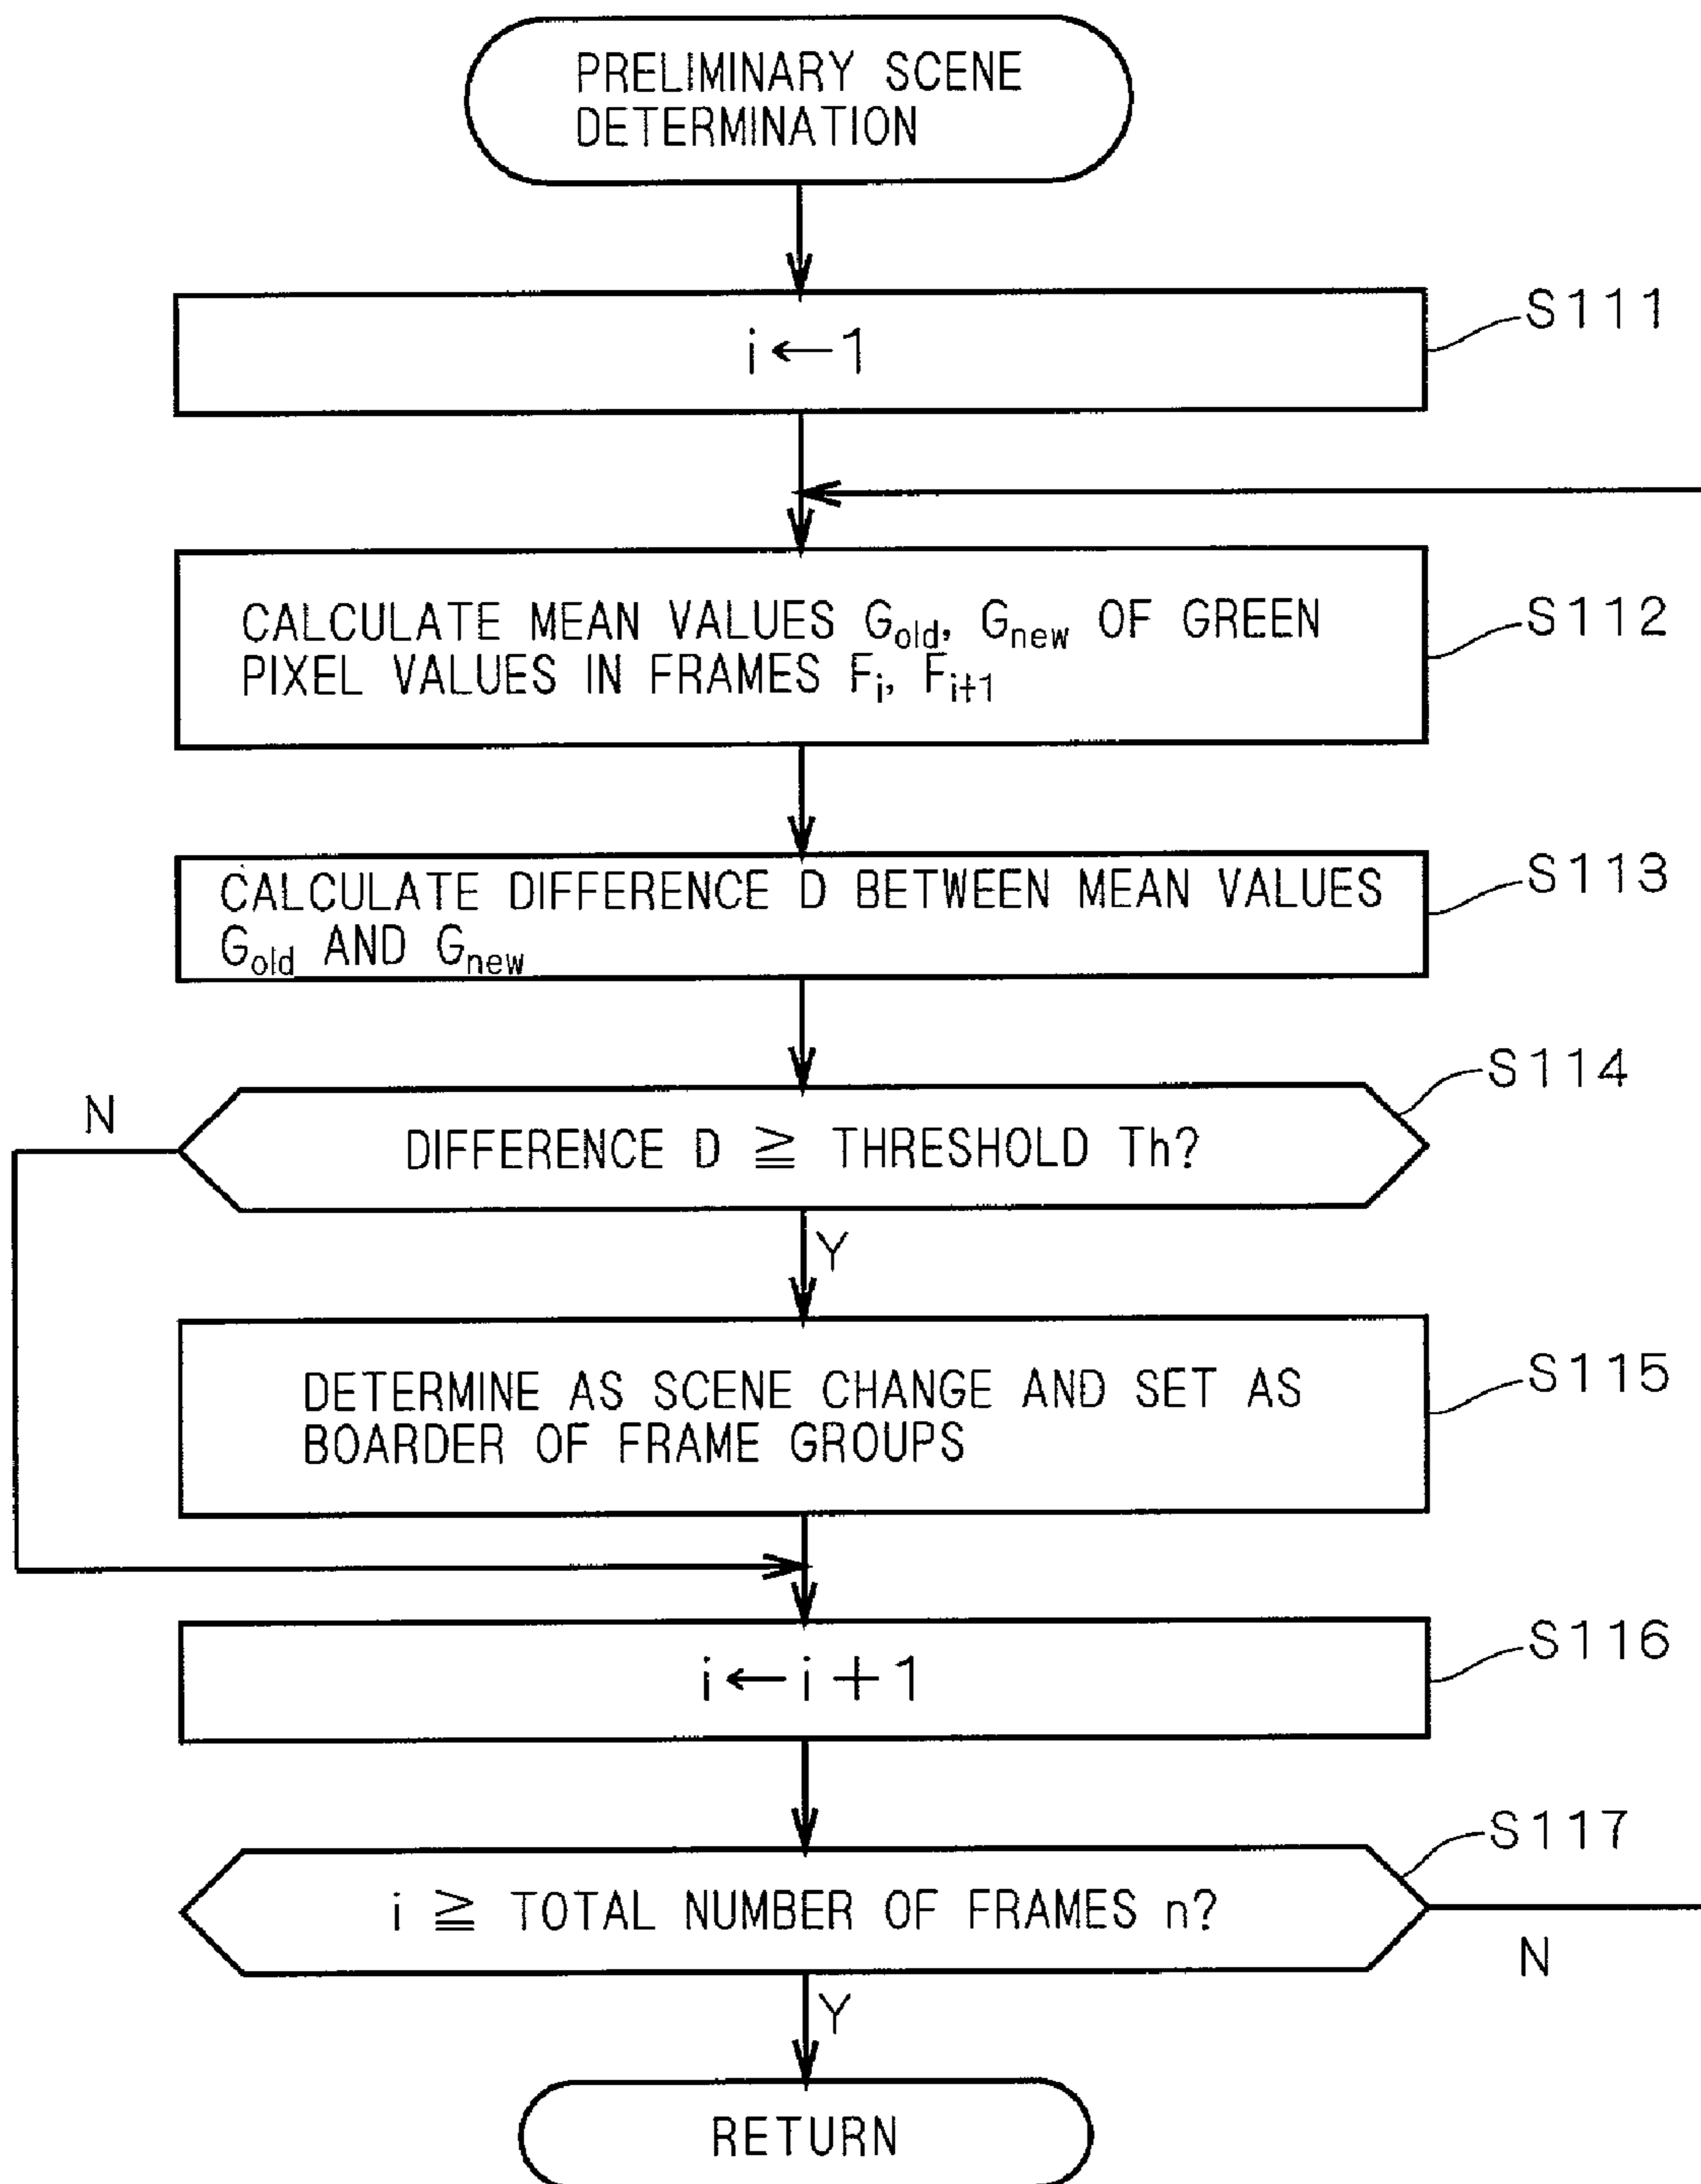 PRELIMINARY SCENE
DETERMINATION
S111
i←1
S112
CALCULATE MEAN VALUES Gold, Gnew OF GREEN
PIXEL VALUES IN FRAMES Fi, Fi+1
S113
CALCULATE DIFFERENCE D BETWEEN MEAN VALUES
Gold AND Gnew
S114
N
DIFFERENCE D ≧ THRESHOLD Th?
Y
S115
DETERMINE AS SCENE CHANGE AND SET AS
BOARDER OF FRAME GROUPS
S116
i←i+1
S117
i ≧ TOTAL NUMBER OF FRAMES n?
N
Y
RETURN